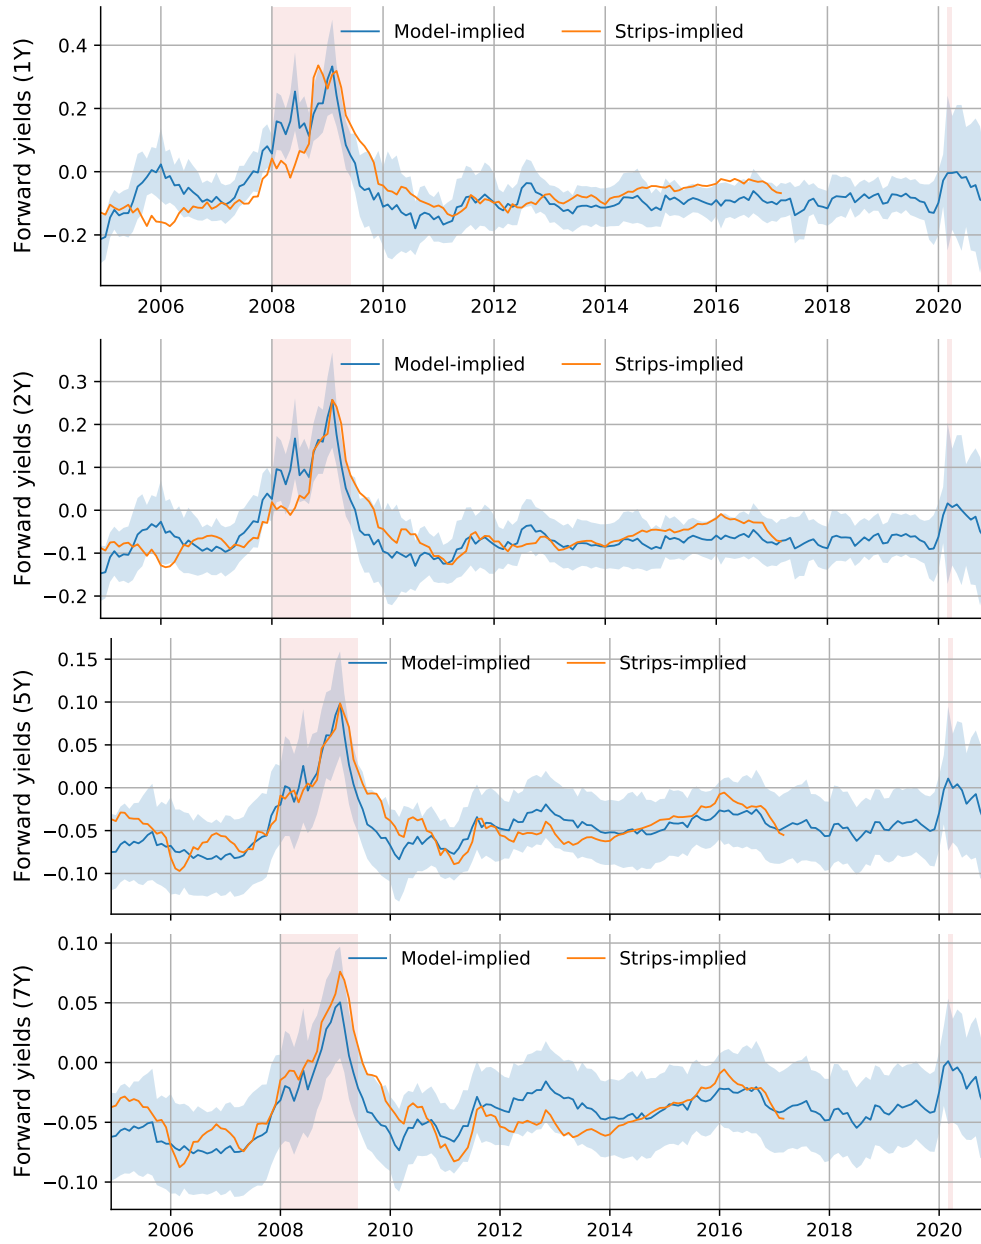 Forward yields (1Y)
Model-implied
Strips-implied
0.4
0.2
0.0
−0.2
2006 2008 2010 2012 2014 2016 2018 2020
Forward yields (2Y)
Model-implied
Strips-implied
0.3
0.2
0.1
0.0
−0.1
−0.2
Forward yields (5Y)
Model-implied
Strips-implied
0.15
0.10
0.05
0.00
−0.05
−0.10
Forward yields (7Y)
Model-implied
Strips-implied
0.10
0.05
0.00
−0.05
−0.10
2006 2008 2010 2012 2014 2016 2018 2020